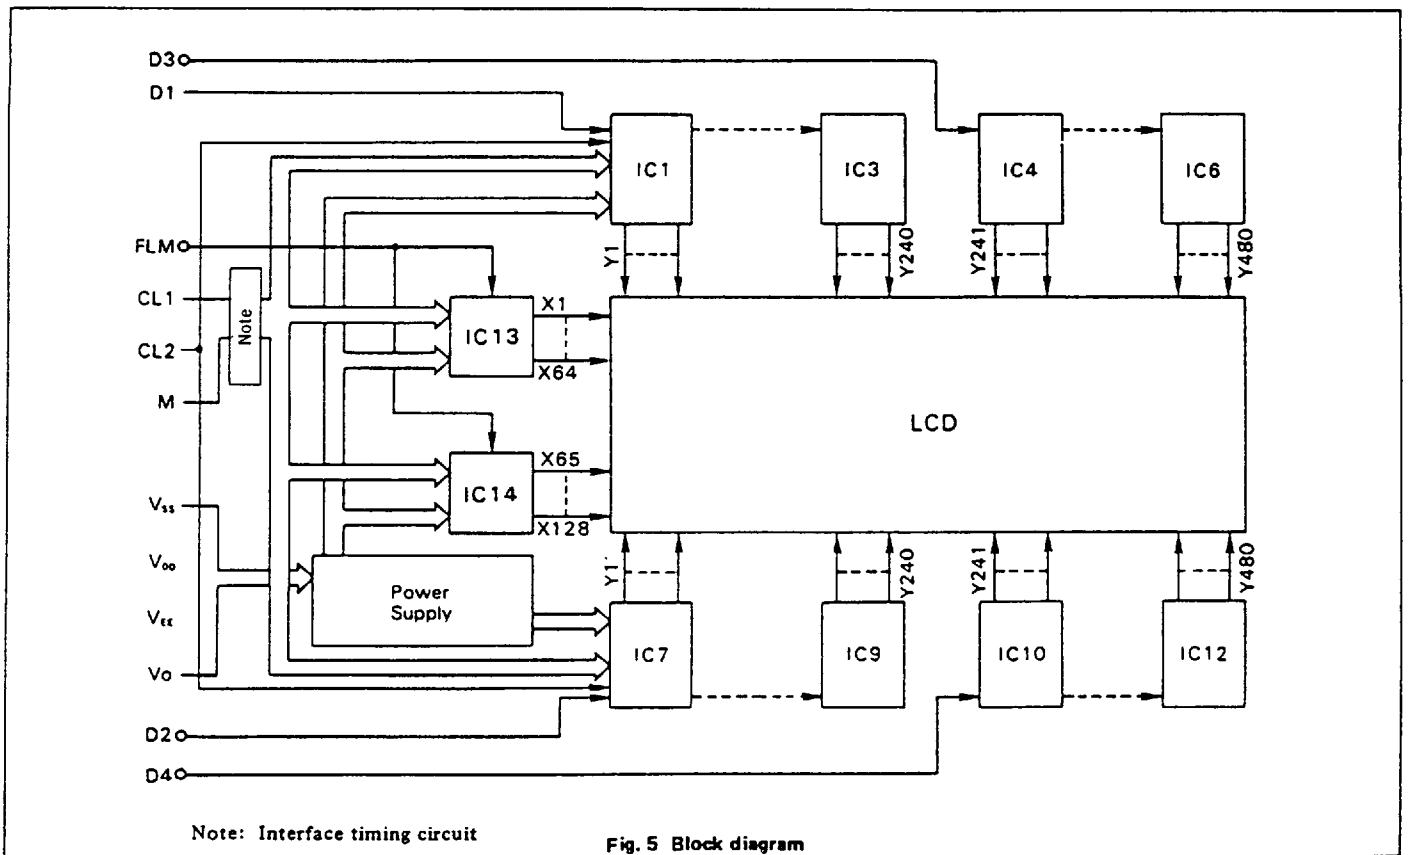 D3
D1
IC1
IC3
IC4
IC6
FLM
Y1
Y240
Y241
Y480
CL1
Note
CL2
M
X1
IC13
X64
LCD
X65
IC14
X128
Vss
VDD
VEE
Vo
Power
Supply
Y1
Y240
Y241
Y480
IC7
IC9
IC10
IC12
D2
D4
Note: Interface timing circuit
Fig. 5 Block diagram